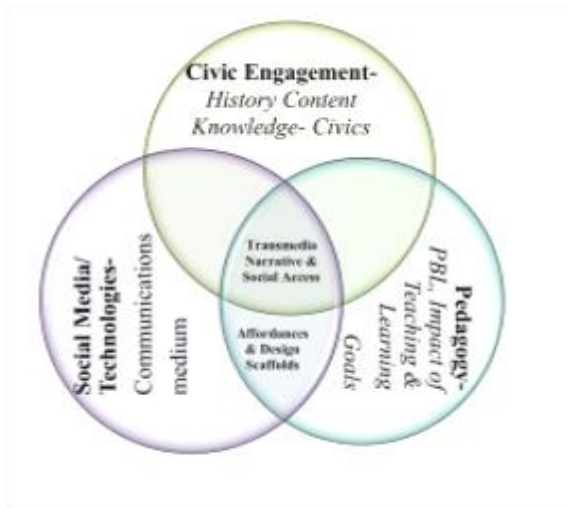 Civic Engagement-
History Content
Knowledge- Civics
Social Media/
Technologies-
Communications
medium
Transmedia
Narrative &
Social Access
Affordances
& Design
Scaffolds
Pedagogy-
PBL, Impact of
Teaching &
Learning
Goals